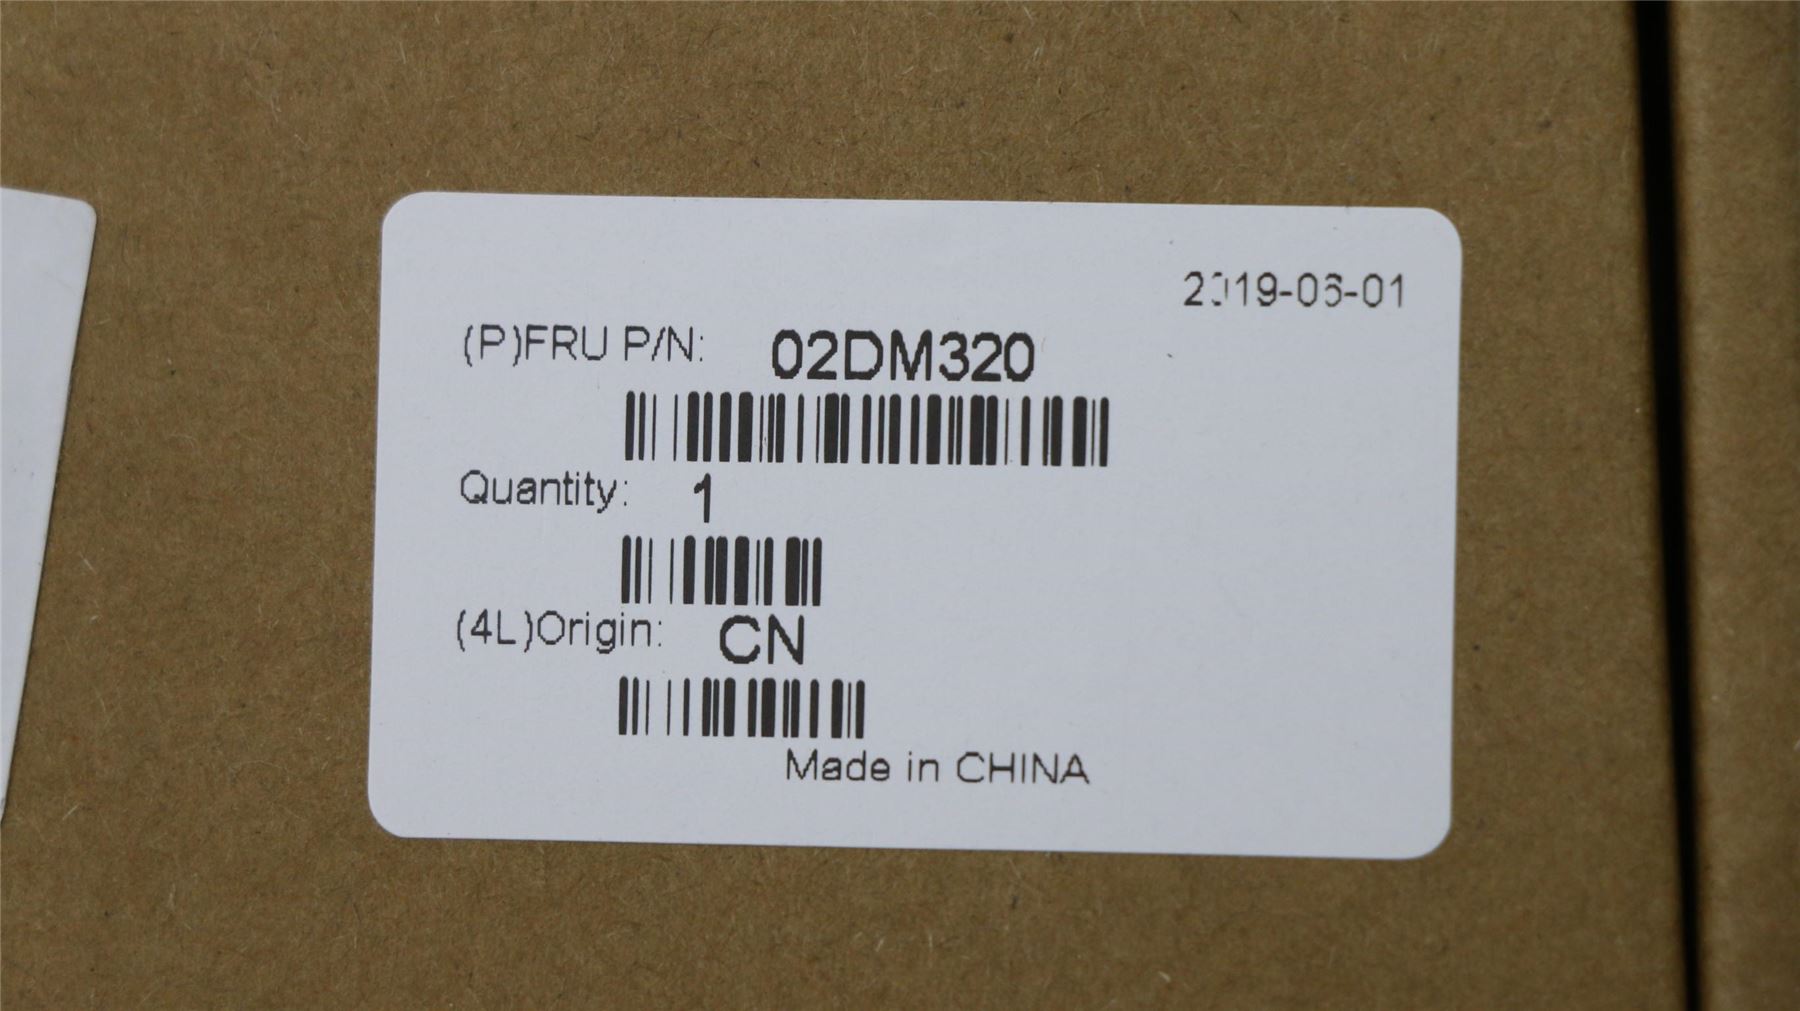 2019-06-01
(P)FRU P/N: 02DM320
Quantity: 1
(4L)Origin: CN
Made in CHINA